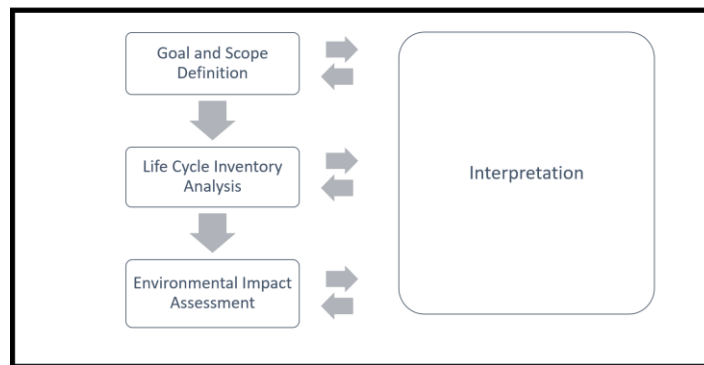 Goal and Scope
Definition
Life Cycle Inventory
Analysis
Environmental Impact
Assessment
Interpretation